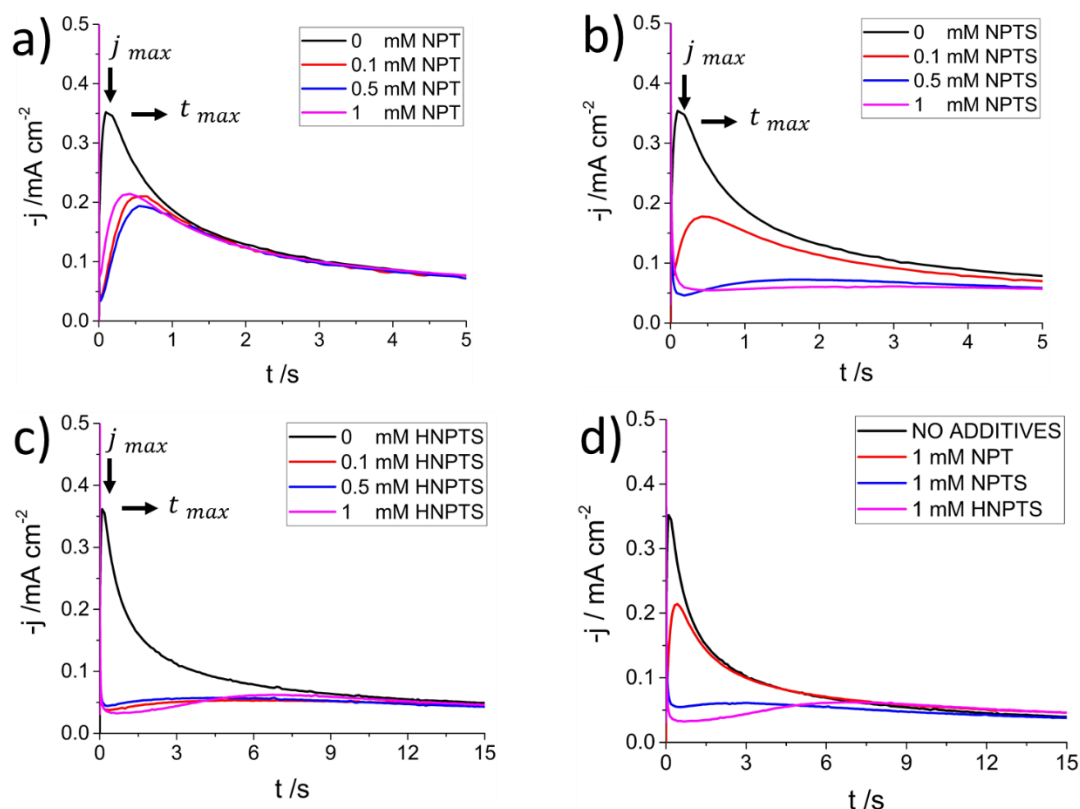 a)
j max
t max
0 mM NPT
0.1 mM NPT
0.5 mM NPT
1 mM NPT
-j /mA cm-2
0.5
0.4
0.3
0.2
0.1
0.0
0 1 2 3 4 5
t /s
b)
j max
t max
0 mM NPTS
0.1 mM NPTS
0.5 mM NPTS
1 mM NPTS
-j /mA cm-2
0.5
0.4
0.3
0.2
0.1
0.0
0 1 2 3 4 5
t /s
c)
j max
t max
0 mM HNPTS
0.1 mM HNPTS
0.5 mM HNPTS
1 mM HNPTS
-j /mA cm-2
0.5
0.4
0.3
0.2
0.1
0.0
0 3 6 9 12 15
t /s
d)
NO ADDITIVES
1 mM NPT
1 mM NPTS
1 mM HNPTS
-j / mA cm-2
0.5
0.4
0.3
0.2
0.1
0.0
0 3 6 9 12 15
t /s